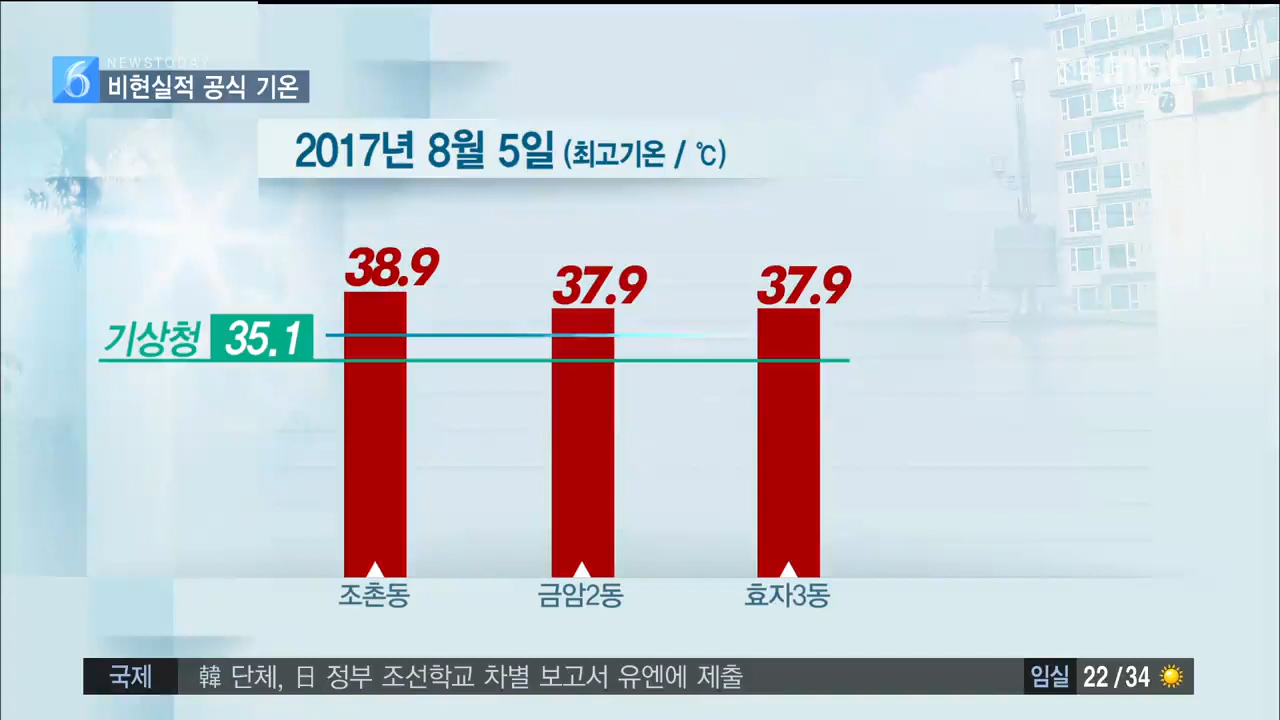 NEWSTODAY
6 비현실적 공식 기온
mbc
2017년 8월 5일 (최고기온 / ℃)
38.9
37.9
37.9
기상청 35.1
조촌동
금암2동
효자3동
국제 韓 단체, 日 정부 조선학교 차별 보고서 유엔에 제출
임실 22 / 34